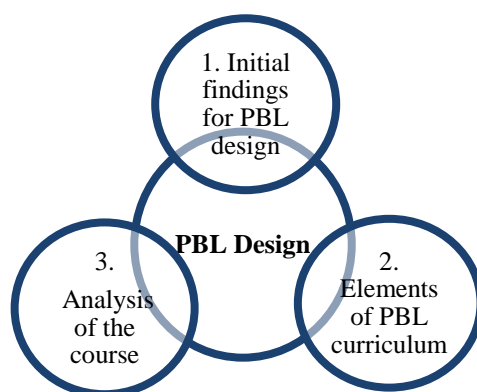 1. Initial
findings
for PBL
design
PBL Design
3.
Analysis
of the
course
2.
Elements
of PBL
curriculum